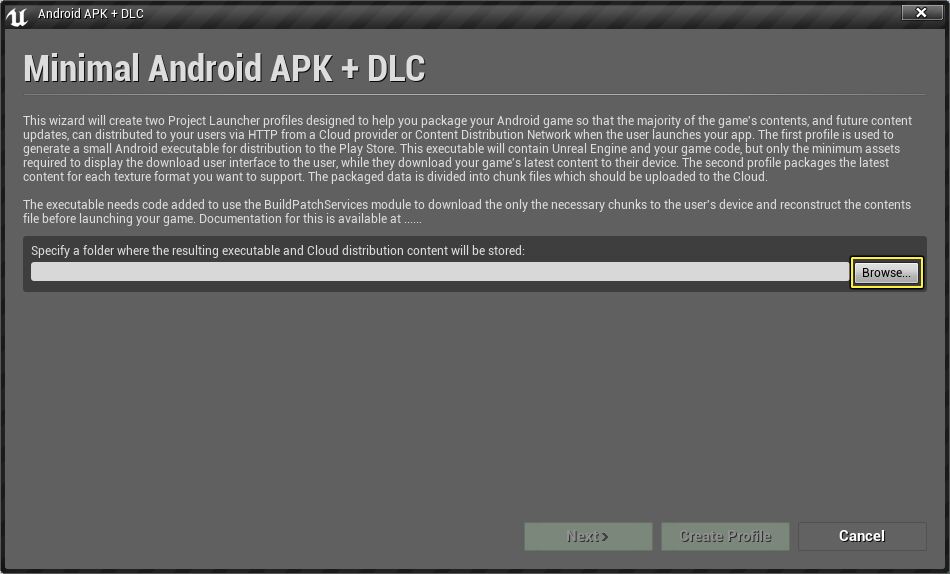 Android APK + DLC
Minimal Android APK + DLC
This wizard will create two Project Launcher profiles designed to help you package your Android game so that the majority of the game's contents, and future content
updates, can distributed to your users via HTTP from a Cloud provider or Content Distribution Network when the user launches your app. The first profile is used to
generate a small Android executable for distribution to the Play Store. This executable will contain Unreal Engine and your game code, but only the minimum assets
required to display the download user interface to the user, while they download your game's latest content to their device. The second profile packages the latest
content for each texture format you want to support. The packaged data is divided into chunk files which should be uploaded to the Cloud.
The executable needs code added to use the BuildPatchServices module to download the only the necessary chunks to the user's device and reconstruct the contents
file before launching your game. Documentation for this is available at ......
Specify a folder where the resulting executable and Cloud distribution content will be stored:
Browse...
Next>
Create Profile
Cancel